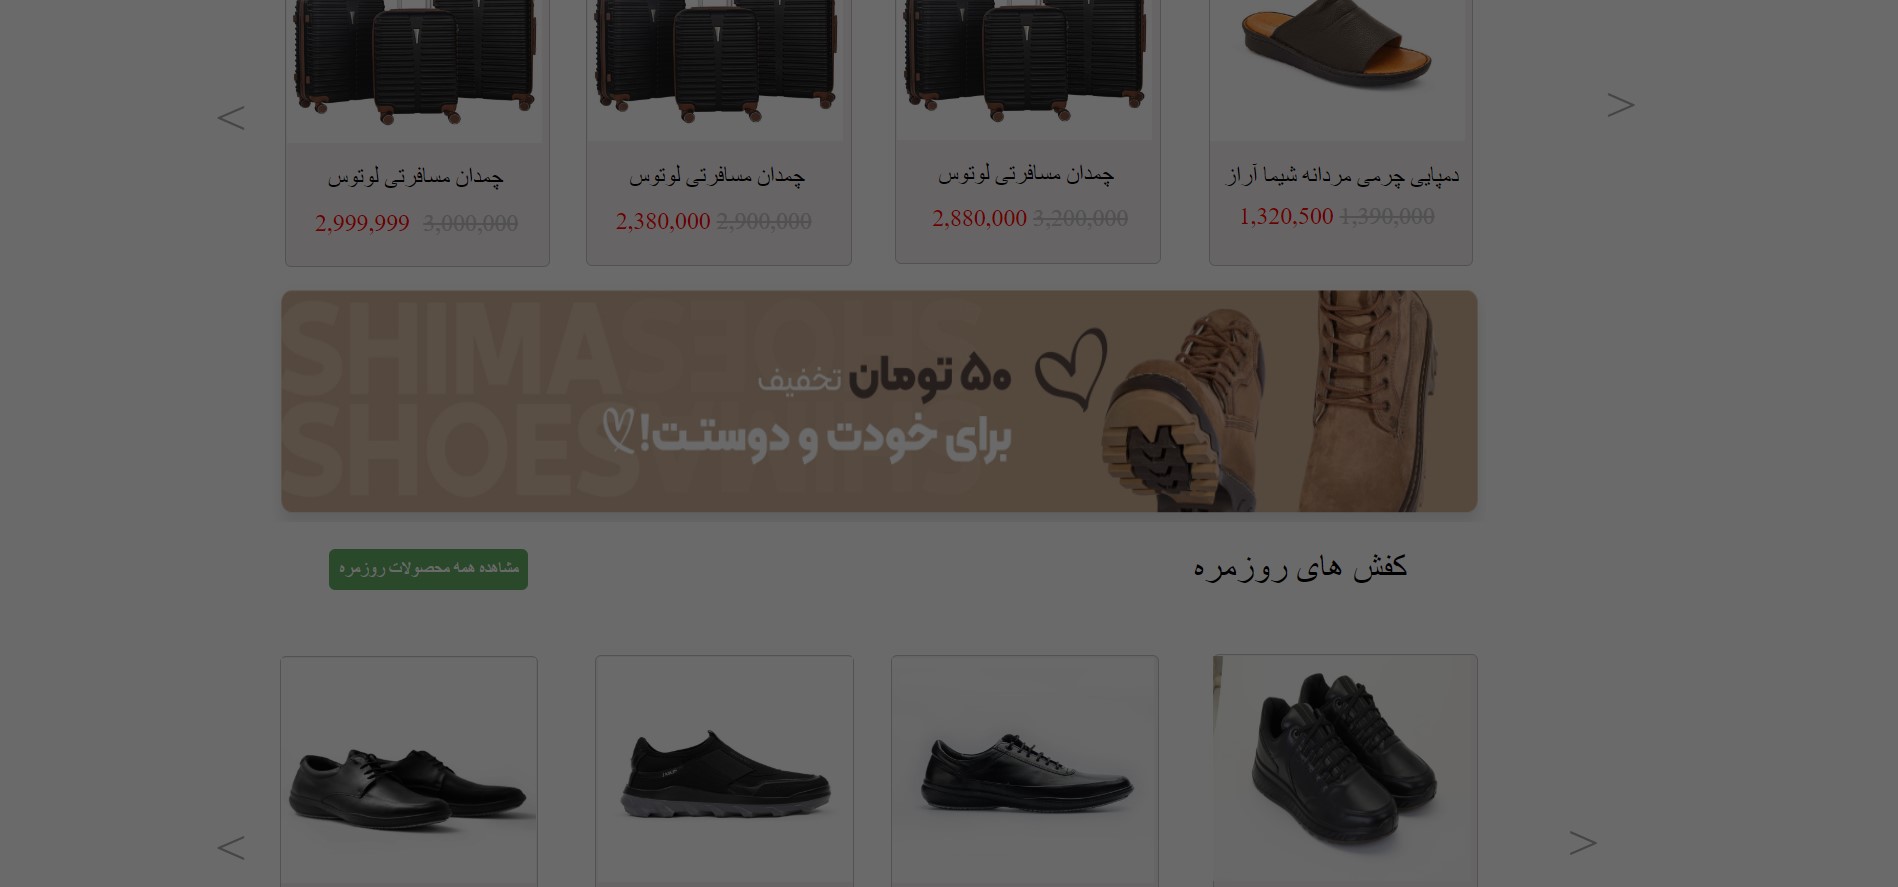 دمپایی چرمی مردانه شیما آراز
1,390,000 1,320,500
چمدان مسافرتی لوتوس
3,200,000 2,880,000
چمدان مسافرتی لوتوس
2,900,000 2,380,000
چمدان مسافرتی لوتوس
3,000,000 2,999,999
SHIMA SHOES
SHOES SHIMA
۵۰ تومان تخفیف
برای خودت و دوستت!
کفش های روزمره
مشاهده همه محصولات روزمره